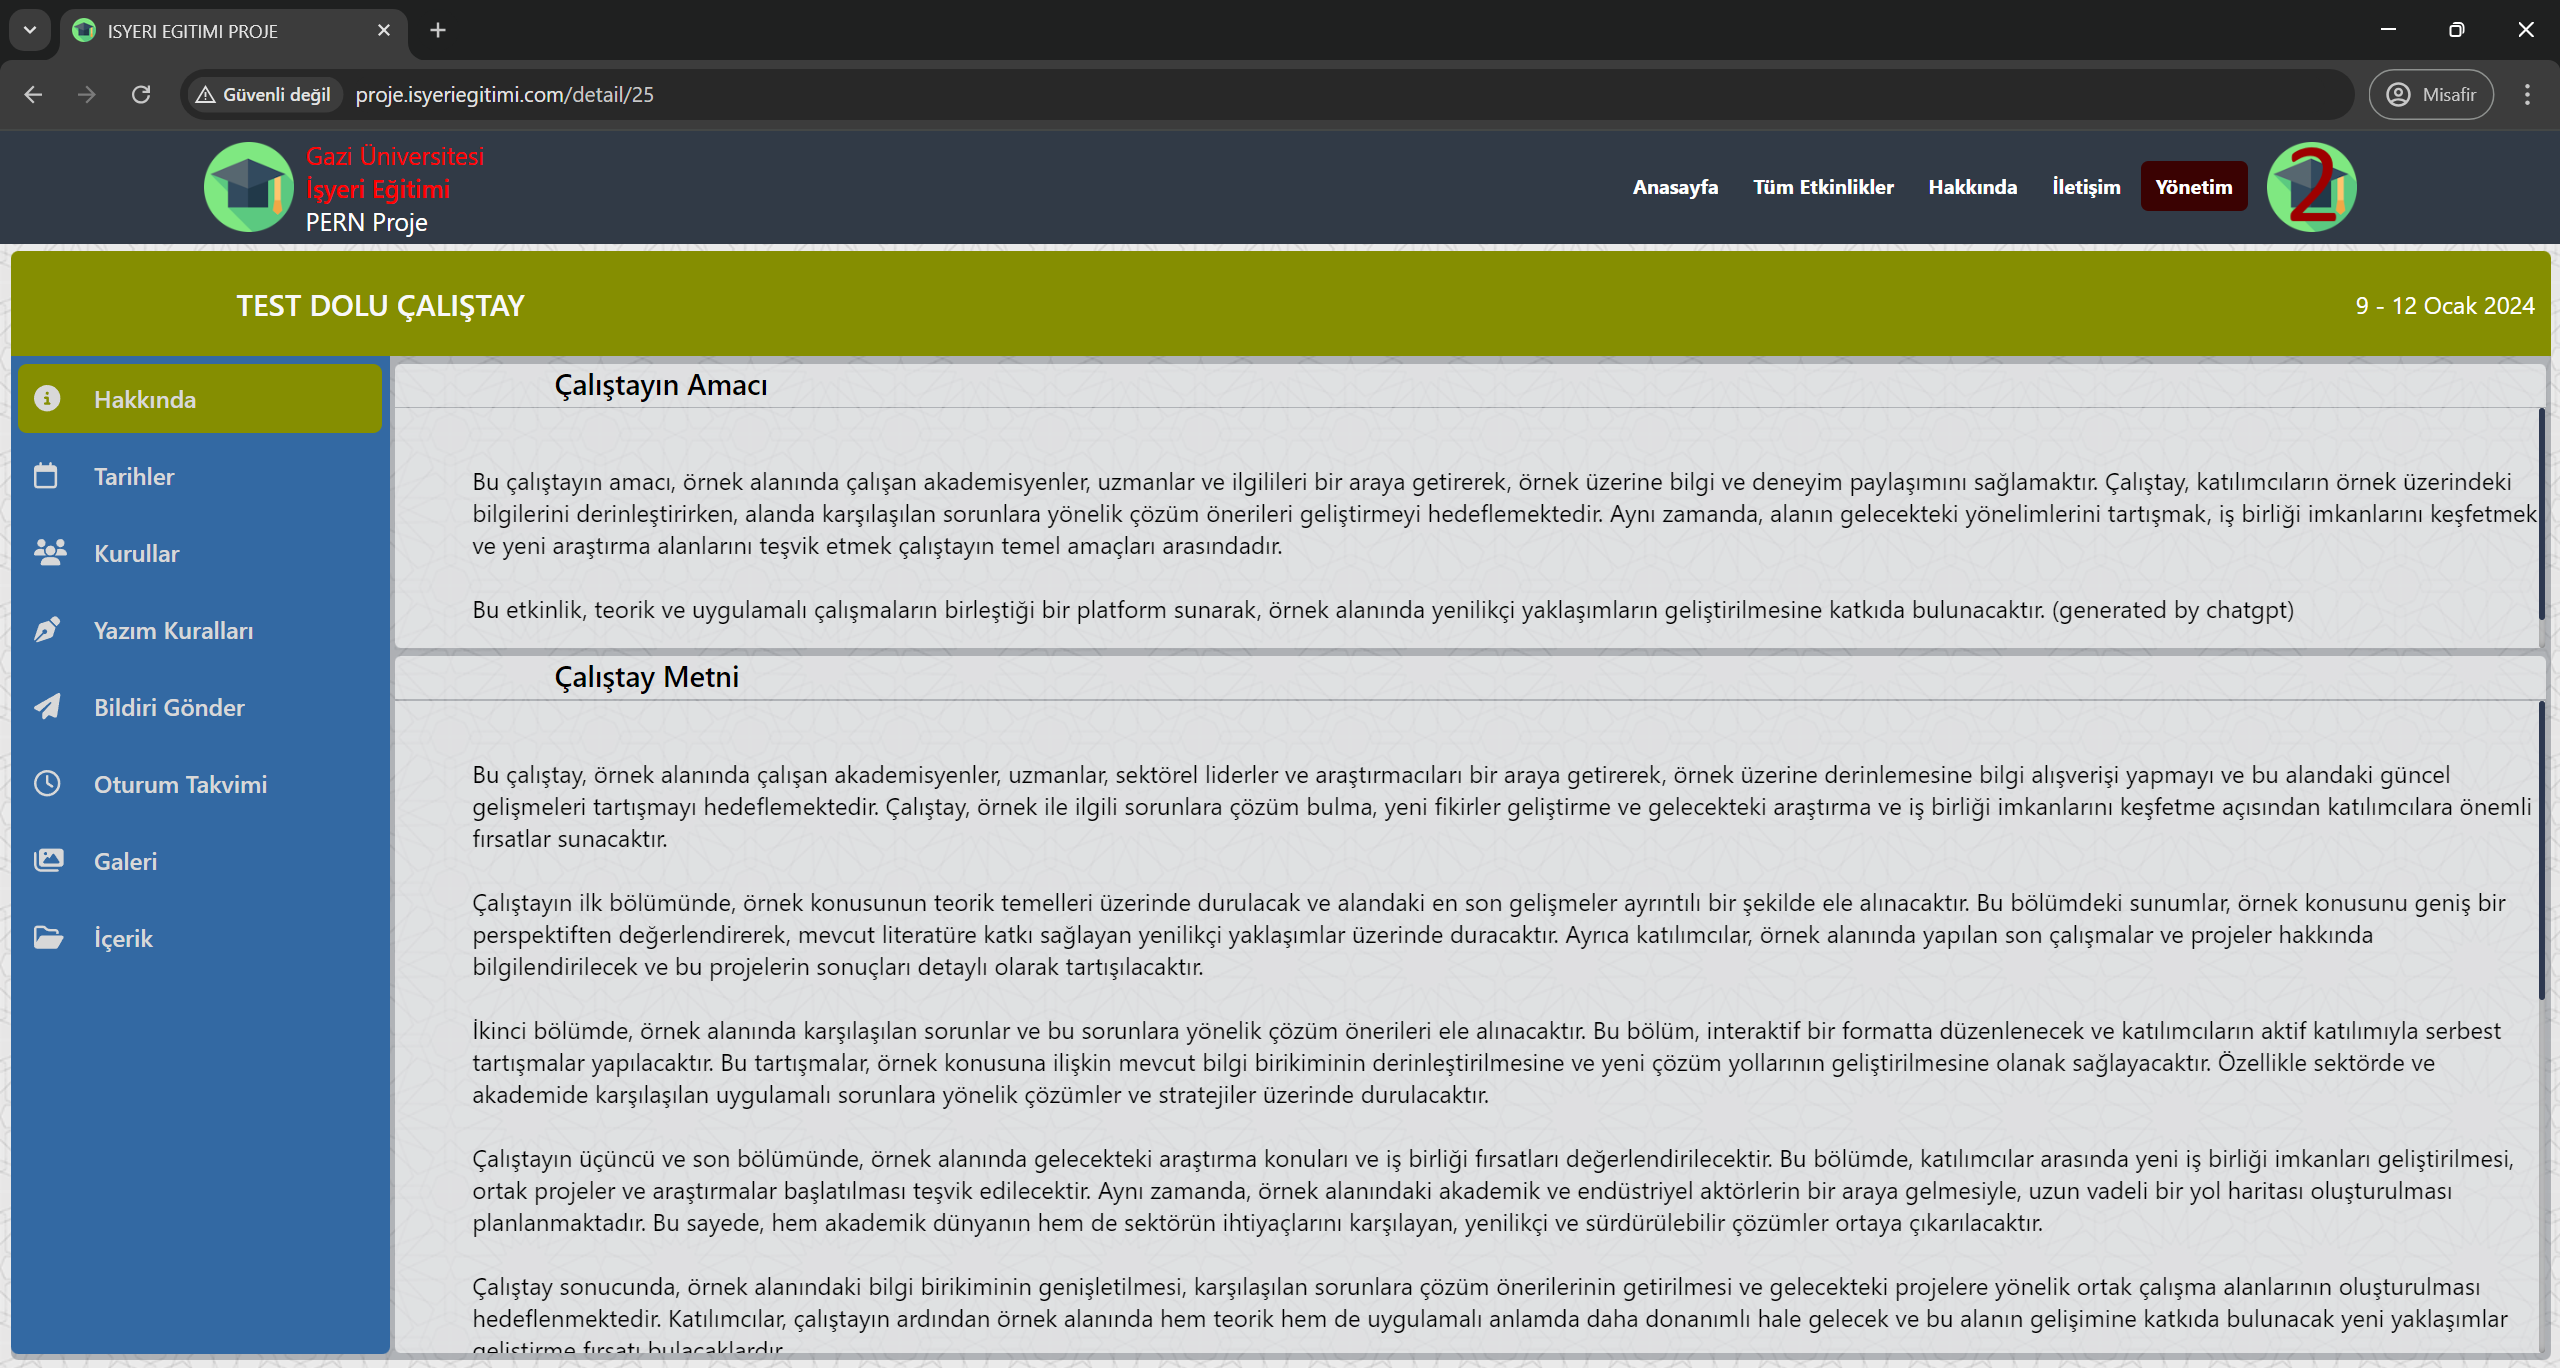 ISYERI EGITIMI PROJE
Güvenli değil
proje.isyeriegitimi.com/detail/25
Misafir
Gazi Üniversitesi
İşyeri Eğitimi
PERN Proje
Anasayfa
Tüm Etkinlikler
Hakkında
İletişim
Yönetim
2
TEST DOLU ÇALIŞTAY
9 - 12 Ocak 2024
Hakkında
Tarihler
Kurullar
Yazım Kuralları
Bildiri Gönder
Oturum Takvimi
Galeri
İçerik
Çalıştayın Amacı
Bu çalıştayın amacı, örnek alanında çalışan akademisyenler, uzmanlar ve ilgilileri bir araya getirerek, örnek üzerine bilgi ve deneyim paylaşımını sağlamaktır. Çalıştay, katılımcıların örnek üzerindeki
bilgilerini derinleştirirken, alanda karşılaşılan sorunlara yönelik çözüm önerileri geliştirmeyi hedeflemektedir. Aynı zamanda, alanın gelecekteki yönelimlerini tartışmak, iş birliği imkanlarını keşfetmek
ve yeni araştırma alanlarını teşvik etmek çalıştayın temel amaçları arasındadır.
Bu etkinlik, teorik ve uygulamalı çalışmaların birleştiği bir platform sunarak, örnek alanında yenilikçi yaklaşımların geliştirilmesine katkıda bulunacaktır. (generated by chatgpt)
Çalıştay Metni
Bu çalıştay, örnek alanında çalışan akademisyenler, uzmanlar, sektörel liderler ve araştırmacıları bir araya getirerek, örnek üzerine derinlemesine bilgi alışverişi yapmayı ve bu alandaki güncel
gelişmeleri tartışmayı hedeflemektedir. Çalıştay, örnek ile ilgili sorunlara çözüm bulma, yeni fikirler geliştirme ve gelecekteki araştırma ve iş birliği imkanlarını keşfetme açısından katılımcılara önemli
fırsatlar sunacaktır.
Çalıştayın ilk bölümünde, örnek konusunun teorik temelleri üzerinde durulacak ve alandaki en son gelişmeler ayrıntılı bir şekilde ele alınacaktır. Bu bölümdeki sunumlar, örnek konusunu geniş bir
perspektiften değerlendirerek, mevcut literatüre katkı sağlayan yenilikçi yaklaşımlar üzerinde duracaktır. Ayrıca katılımcılar, örnek alanında yapılan son çalışmalar ve projeler hakkında
bilgilendirilecek ve bu projelerin sonuçları detaylı olarak tartışılacaktır.
İkinci bölümde, örnek alanında karşılaşılan sorunlar ve bu sorunlara yönelik çözüm önerileri ele alınacaktır. Bu bölüm, interaktif bir formatta düzenlenecek ve katılımcıların aktif katılımıyla serbest
tartışmalar yapılacaktır. Bu tartışmalar, örnek konusuna ilişkin mevcut bilgi birikiminin derinleştirilmesine ve yeni çözüm yollarının geliştirilmesine olanak sağlayacaktır. Özellikle sektörde ve
akademide karşılaşılan uygulamalı sorunlara yönelik çözümler ve stratejiler üzerinde durulacaktır.
Çalıştayın üçüncü ve son bölümünde, örnek alanında gelecekteki araştırma konuları ve iş birliği fırsatları değerlendirilecektir. Bu bölümde, katılımcılar arasında yeni iş birliği imkanları geliştirilmesi,
ortak projeler ve araştırmalar başlatılması teşvik edilecektir. Aynı zamanda, örnek alanındaki akademik ve endüstriyel aktörlerin bir araya gelmesiyle, uzun vadeli bir yol haritası oluşturulması
planlanmaktadır. Bu sayede, hem akademik dünyanın hem de sektörün ihtiyaçlarını karşılayan, yenilikçi ve sürdürülebilir çözümler ortaya çıkarılacaktır.
Çalıştay sonucunda, örnek alanındaki bilgi birikiminin genişletilmesi, karşılaşılan sorunlara çözüm önerilerinin getirilmesi ve gelecekteki projelere yönelik ortak çalışma alanlarının oluşturulması
hedeflenmektedir. Katılımcılar, çalıştayın ardından örnek alanında hem teorik hem de uygulamalı anlamda daha donanımlı hale gelecek ve bu alanın gelişimine katkıda bulunacak yeni yaklaşımlar
geliştirme fırsatı bulacaklardır.